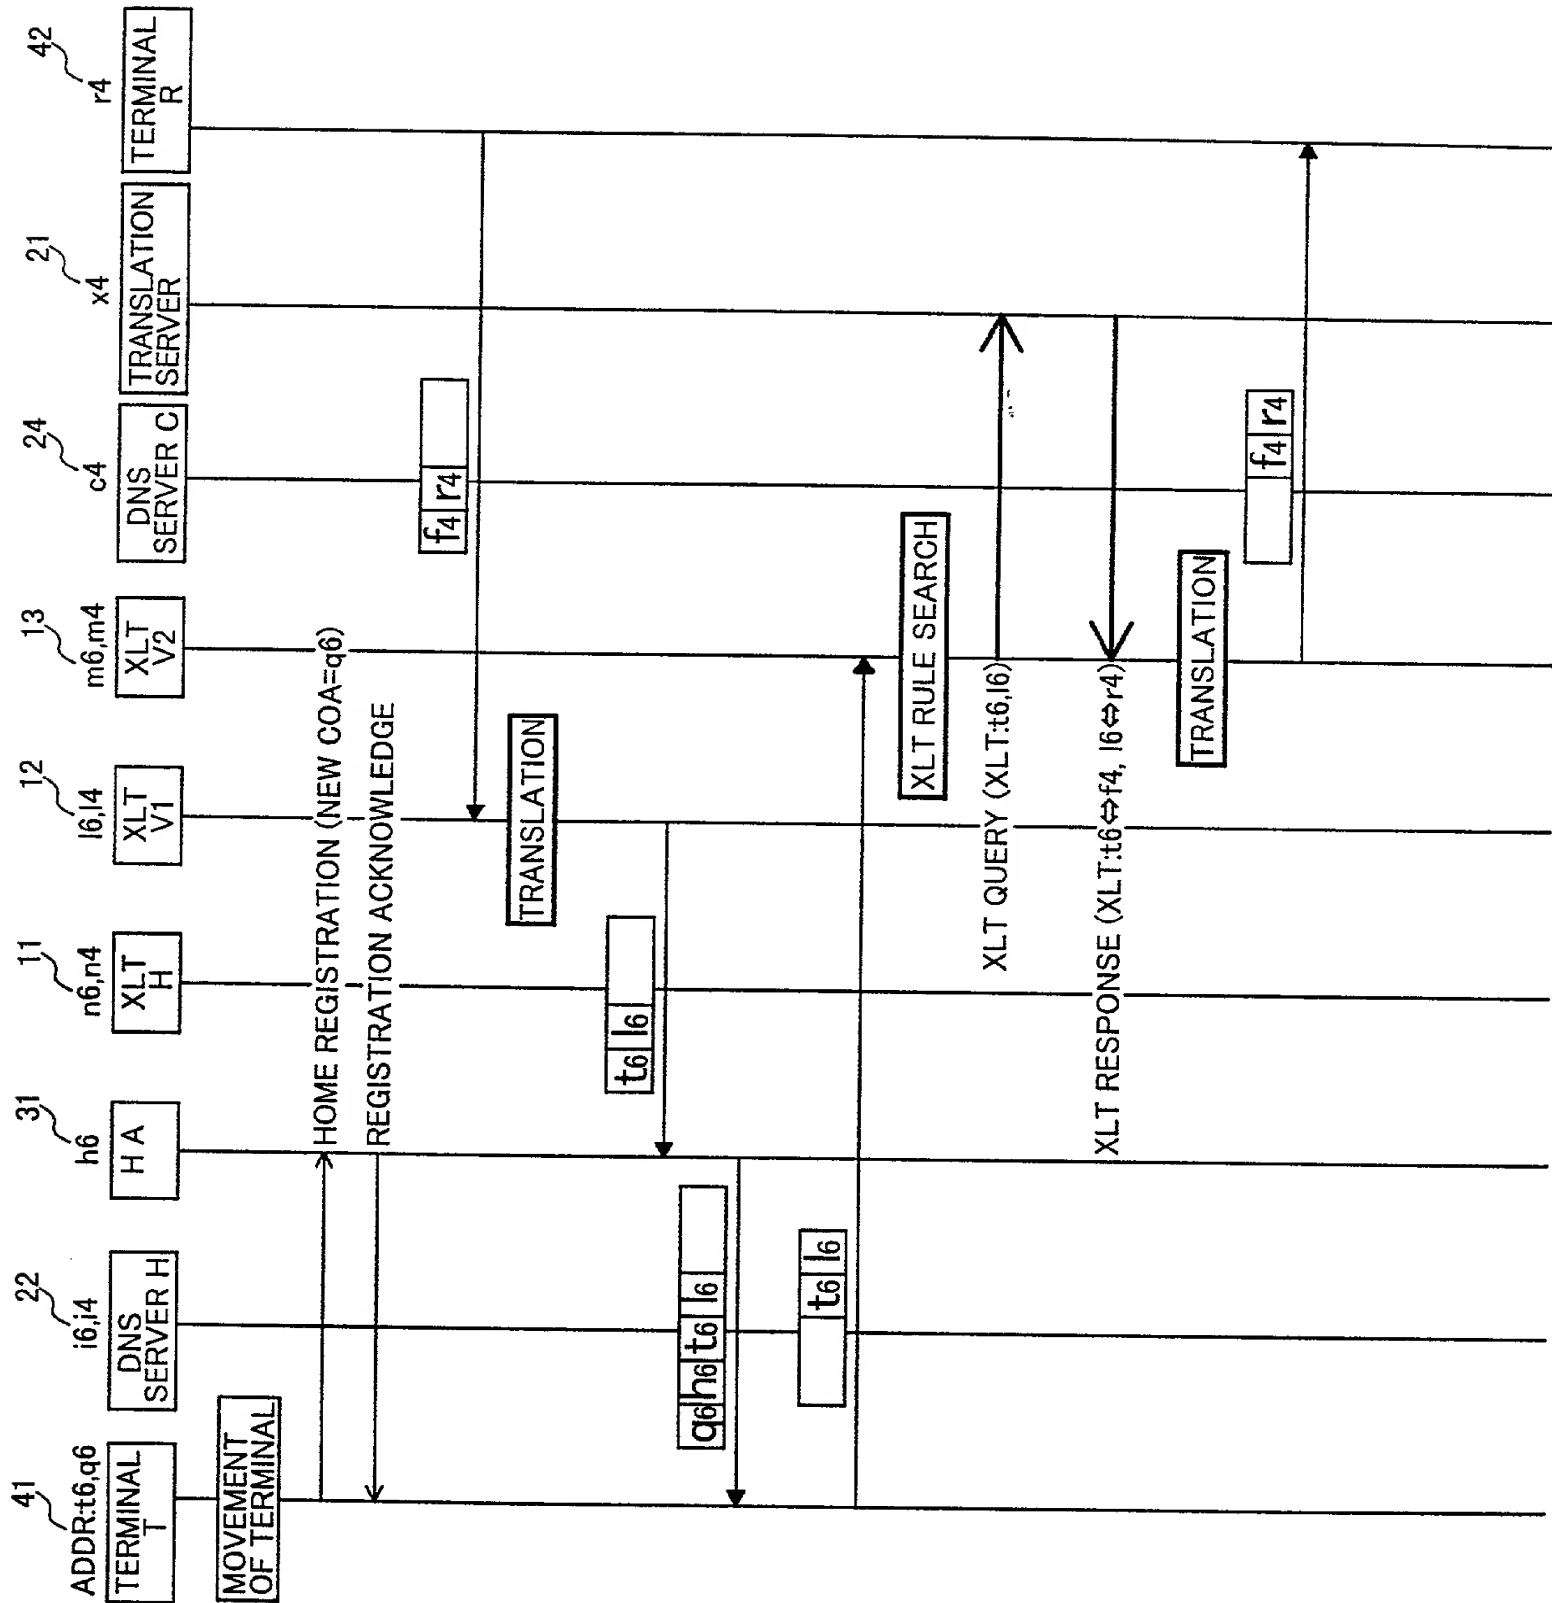 41
ADDR:t6,q6
TERMINAL
T
22
i6,i4
DNS
SERVER H
31
h6
H A
11
n6,n4
XLT
H
12
l6,l4
XLT
V1
13
m6,m4
XLT
V2
24
c4
DNS
SERVER C
21
x4
TRANSLATION
SERVER
42
r4
TERMINAL
R
MOVEMENT
OF TERMINAL
HOME REGISTRATION (NEW COA=q6)
REGISTRATION ACKNOWLEDGE
f4 r4
TRANSLATION
t6 l6
q6 h6 t6 l6
t6 l6
XLT RULE SEARCH
XLT QUERY (XLT:t6,l6)
XLT RESPONSE (XLT:t6⇔f4, l6⇔r4)
TRANSLATION
f4 r4